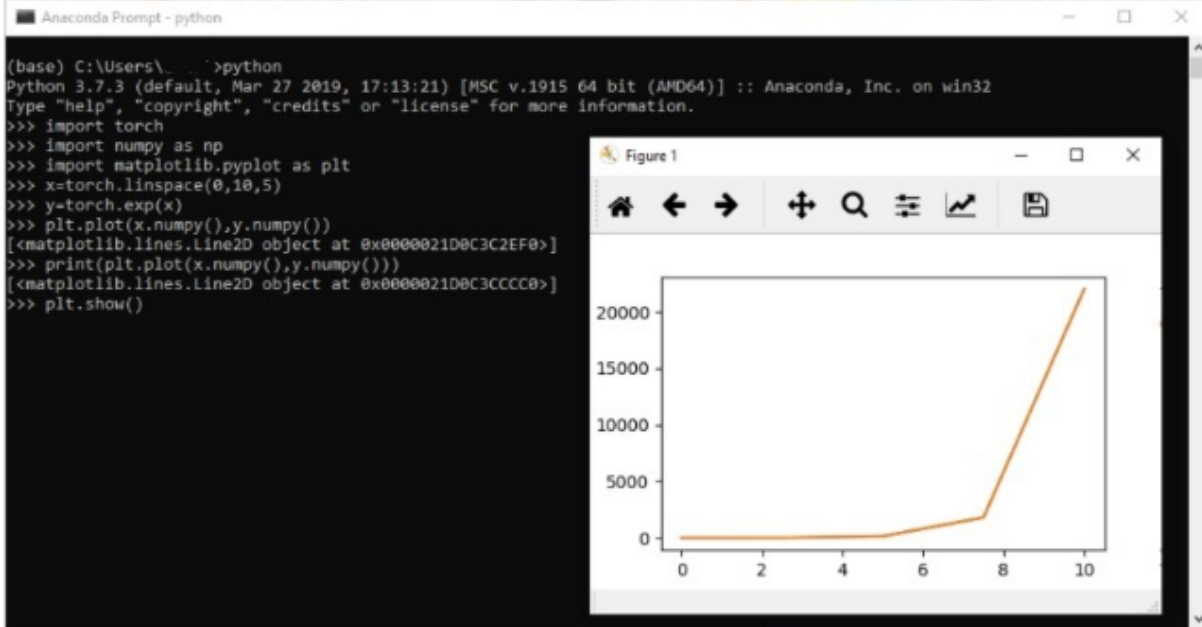 Anaconda Prompt - python
(base) C:\Users\ >python
Python 3.7.3 (default, Mar 27 2019, 17:13:21) [MSC v.1915 64 bit (AMD64)] :: Anaconda, Inc. on win32
Type "help", "copyright", "credits" or "license" for more information.
>>> import torch
>>> import numpy as np
>>> import matplotlib.pyplot as plt
>>> x=torch.linspace(0,10,5)
>>> y=torch.exp(x)
>>> plt.plot(x.numpy(),y.numpy())
[<matplotlib.lines.Line2D object at 0x0000021D0C3C2EF0>]
>>> print(plt.plot(x.numpy(),y.numpy()))
[<matplotlib.lines.Line2D object at 0x0000021D0C3CCCC0>]
>>> plt.show()
Figure 1
20000
15000
10000
5000
0
0 2 4 6 8 10